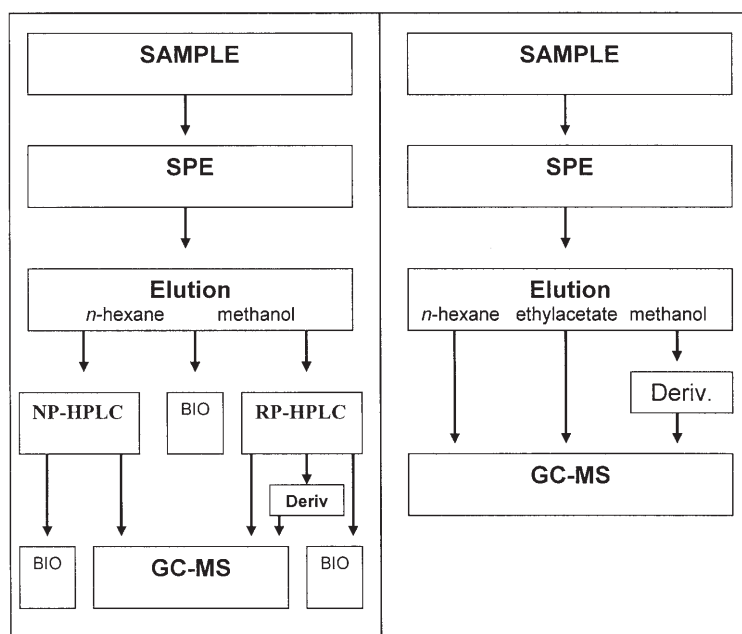 SAMPLE
SPE
Elution
n-hexane methanol
NP-HPLC BIO RP-HPLC
Deriv
BIO GC-MS BIO
SAMPLE
SPE
Elution
n-hexane ethylacetate methanol
Deriv.
GC-MS